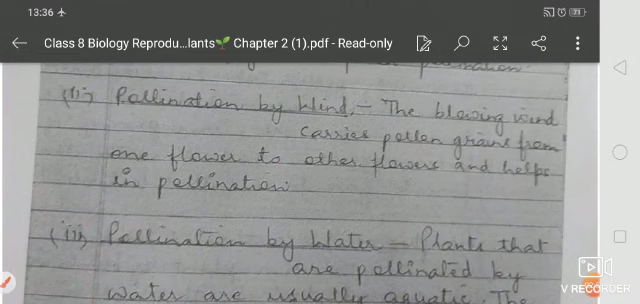 13:36
Class 8 Biology Reprodu...lants🌱 Chapter 2 (1).pdf - Read-only
(ii) Pollination by Wind. - The blowing wind
carries pollen grains from
one flower to other flowers and helps
in pollination
(iii) Pollination by Water - Plants that
are pollinated by
water are usually aquatic. The
V RECORDER